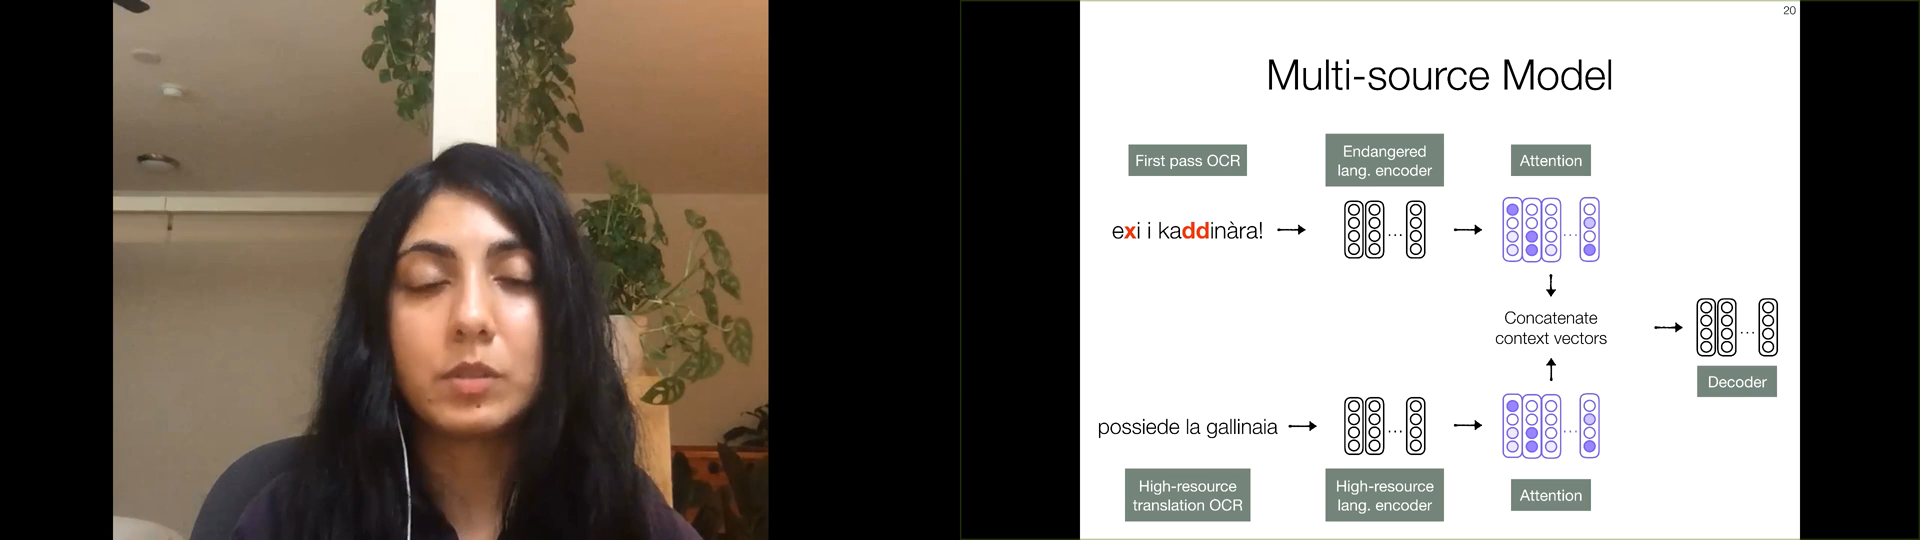 20
Multi-source Model
First pass OCR
Endangered
lang. encoder
Attention
exi i kaddinàra!
...
...
Concatenate
context vectors
...
Decoder
possiede la gallinaia
...
...
High-resource
translation OCR
High-resource
lang. encoder
Attention